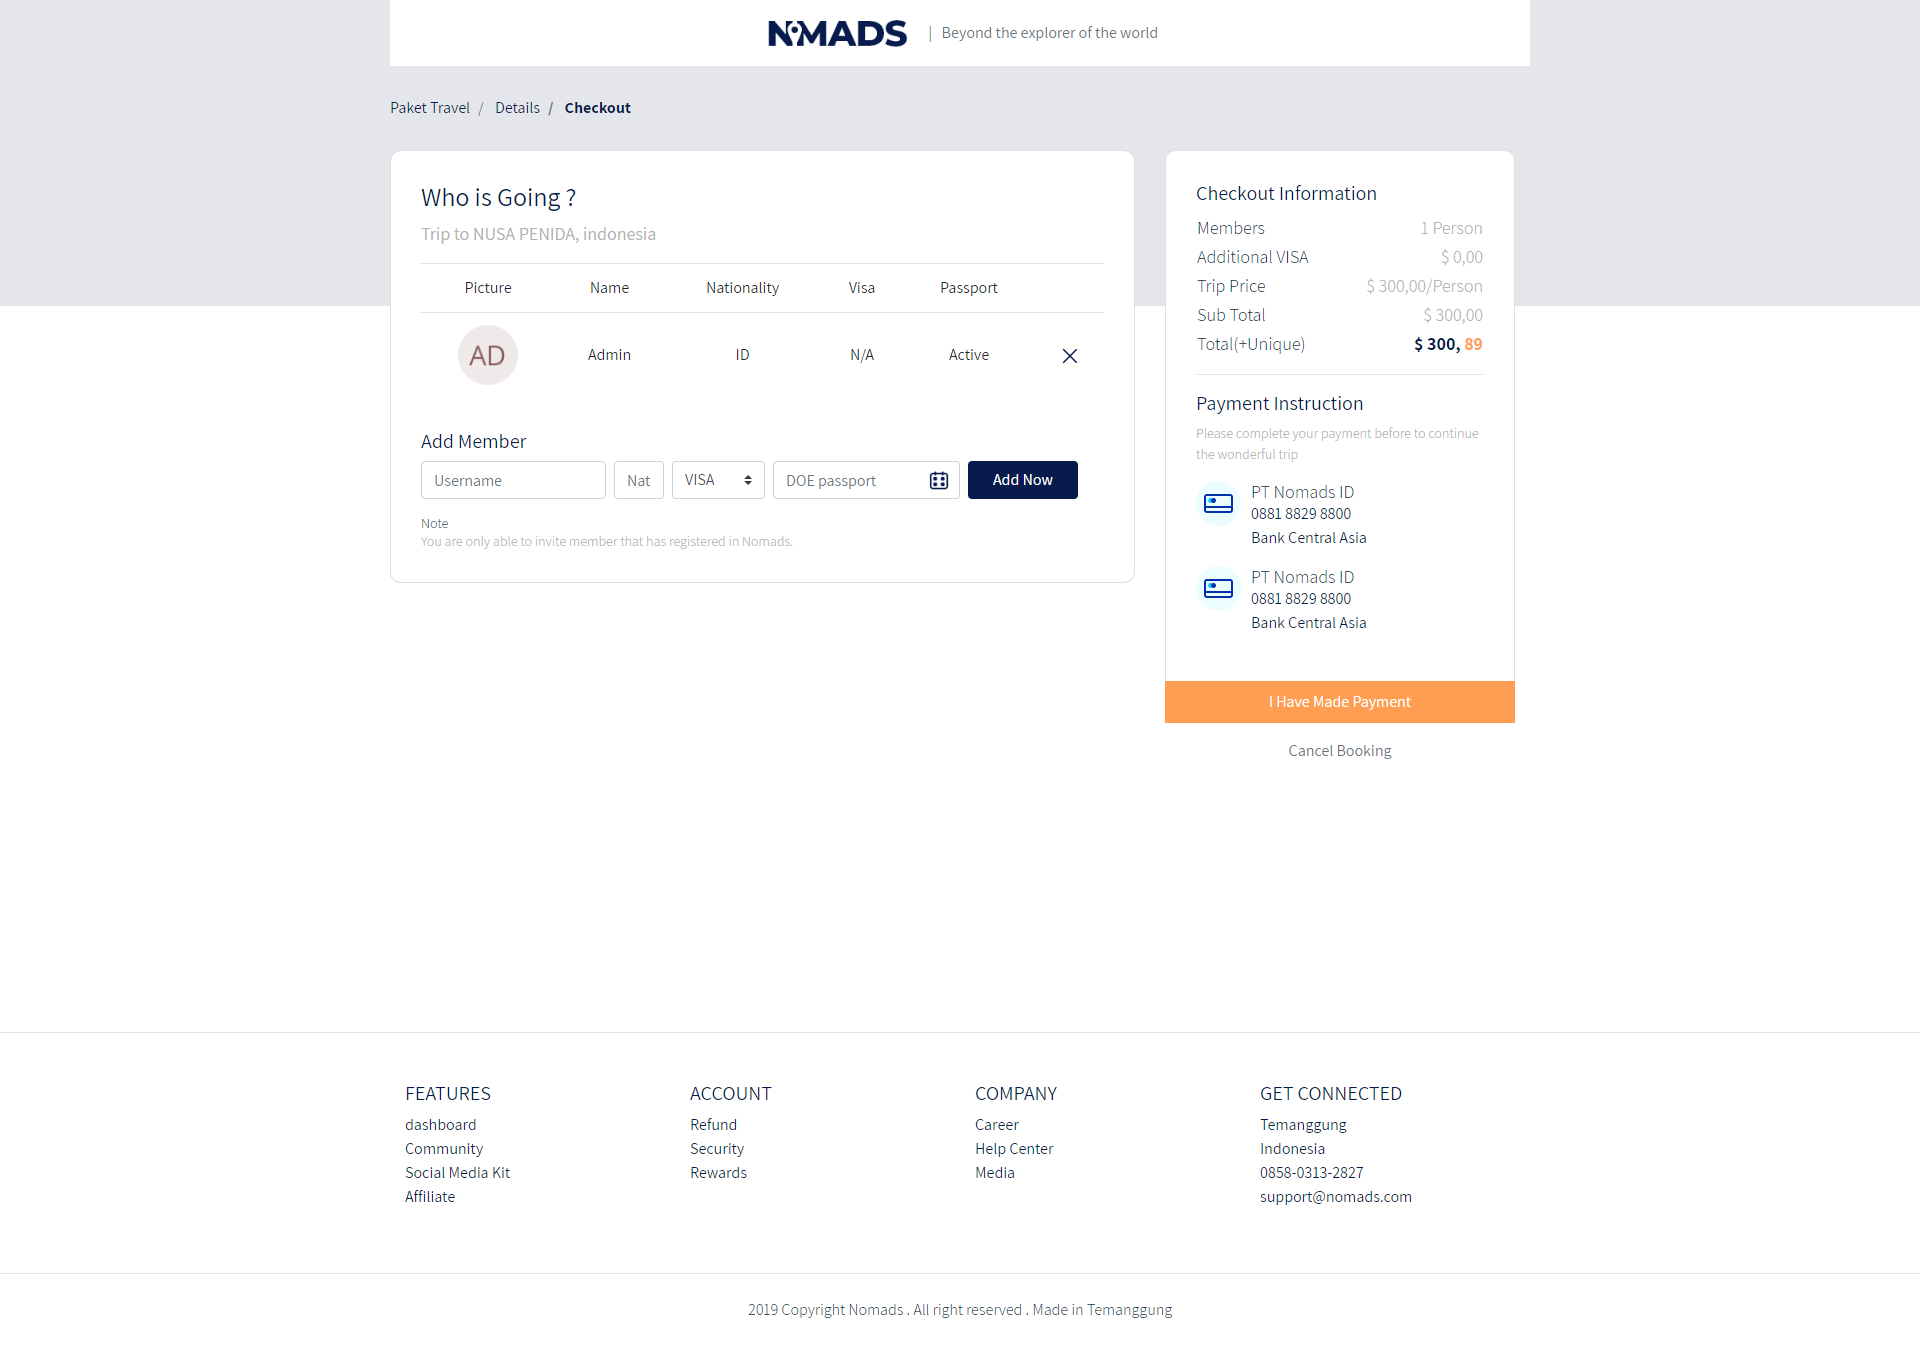 NOMADS | Beyond the explorer of the world
Paket Travel / Details / Checkout
Who is Going ?
Trip to NUSA PENIDA, indonesia
Picture Name Nationality Visa Passport
AD Admin ID N/A Active
Add Member
Username Nat VISA DOE passport Add Now
Note
You are only able to invite member that has registered in Nomads.
Checkout Information
Members 1 Person
Additional VISA $ 0,00
Trip Price $ 300,00/Person
Sub Total $ 300,00
Total(+Unique) $ 300, 89
Payment Instruction
Please complete your payment before to continue
the wonderful trip
PT Nomads ID
0881 8829 8800
Bank Central Asia
PT Nomads ID
0881 8829 8800
Bank Central Asia
I Have Made Payment
Cancel Booking
FEATURES
dashboard
Community
Social Media Kit
Affiliate
ACCOUNT
Refund
Security
Rewards
COMPANY
Career
Help Center
Media
GET CONNECTED
Temanggung
Indonesia
0858-0313-2827
support@nomads.com
2019 Copyright Nomads . All right reserved . Made in Temanggung